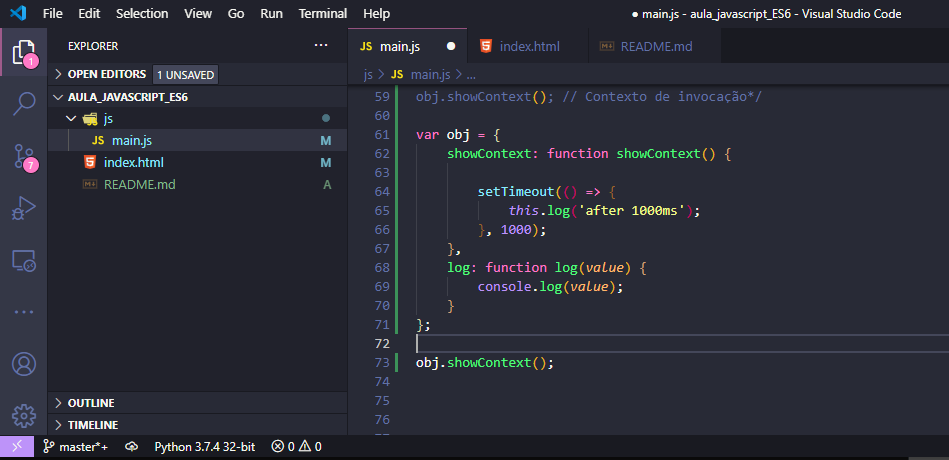 File Edit Selection View Go Run Terminal Help ● main.js - aula_javascript_ES6 - Visual Studio Code
EXPLORER ...
JS main.js ● index.html README.md
1
OPEN EDITORS 1 UNSAVED
js > JS main.js > ...
AULA_JAVASCRIPT_ES6
js
JS main.js M
index.html M
README.md A
7
59 obj.showContext(); // Contexto de invocação*/
60
61 var obj = {
62 showContext: function showContext() {
63
64 setTimeout(() => {
65 this.log('after 1000ms');
66 }, 1000);
67 },
68 log: function log(value) {
69 console.log(value);
70 }
71 };
72
73 obj.showContext();
74
75
76
OUTLINE
TIMELINE
master*+ Python 3.7.4 32-bit 0 0